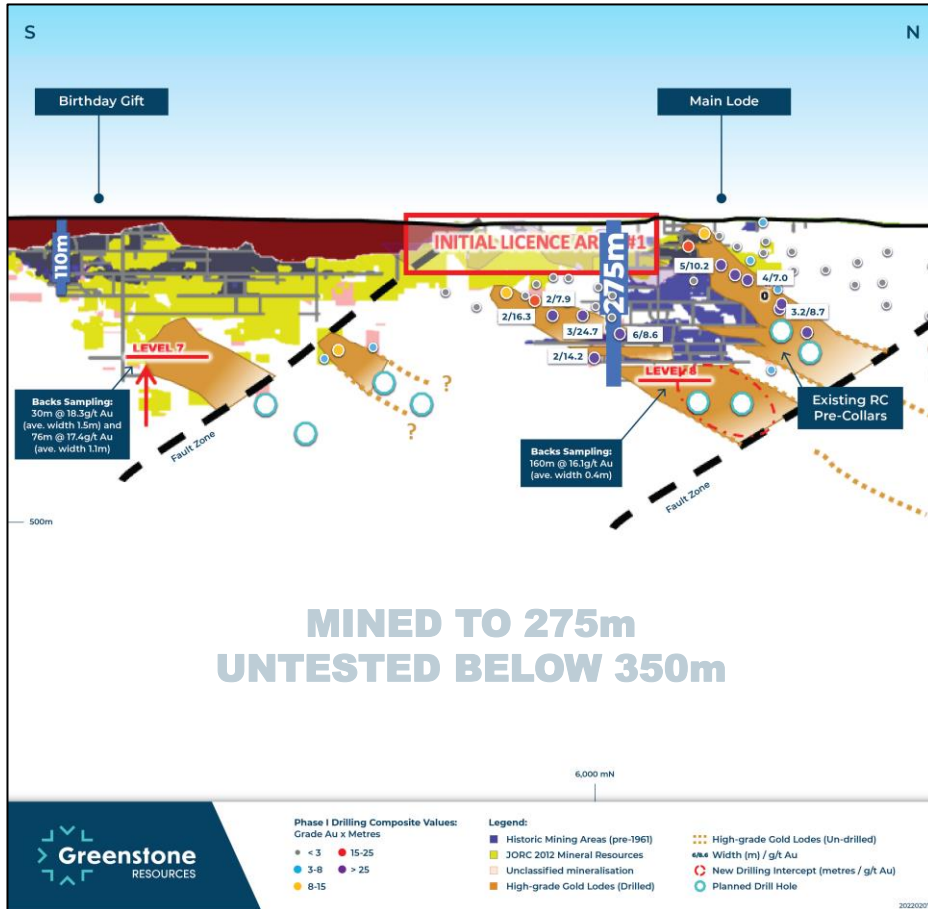 S
N
Birthday Gift
Main Lode
110m
INITIAL LICENCE AR
#1
275m
5/10.2
4/7.0
2/7.9
2/16.3
3/24.7
6/8.6
3.2/8.7
2/14.2
LEVEL 7
LEVEL 8
?
?
Existing RC
Pre-Collars
Backs Sampling:
30m @ 18.3g/t Au
(ave. width 1.5m) and
76m @ 17.4g/t Au
(ave. width 1.1m)
Fault Zone
Backs Sampling:
160m @ 16.1g/t Au
(ave. width 0.4m)
Fault Zone
500m
MINED TO 275m
UNTESTED BELOW 350m
6,000 mN
Greenstone
RESOURCES
Phase I Drilling Composite Values:
Grade Au x Metres
< 3
3-8
8-15
15-25
> 25
Legend:
Historic Mining Areas (pre-1961)
JORC 2012 Mineral Resources
Unclassified mineralisation
High-grade Gold Lodes (Drilled)
High-grade Gold Lodes (Un-drilled)
6/8.6 Width (m) / g/t Au
New Drilling Intercept (metres / g/t Au)
Planned Drill Hole